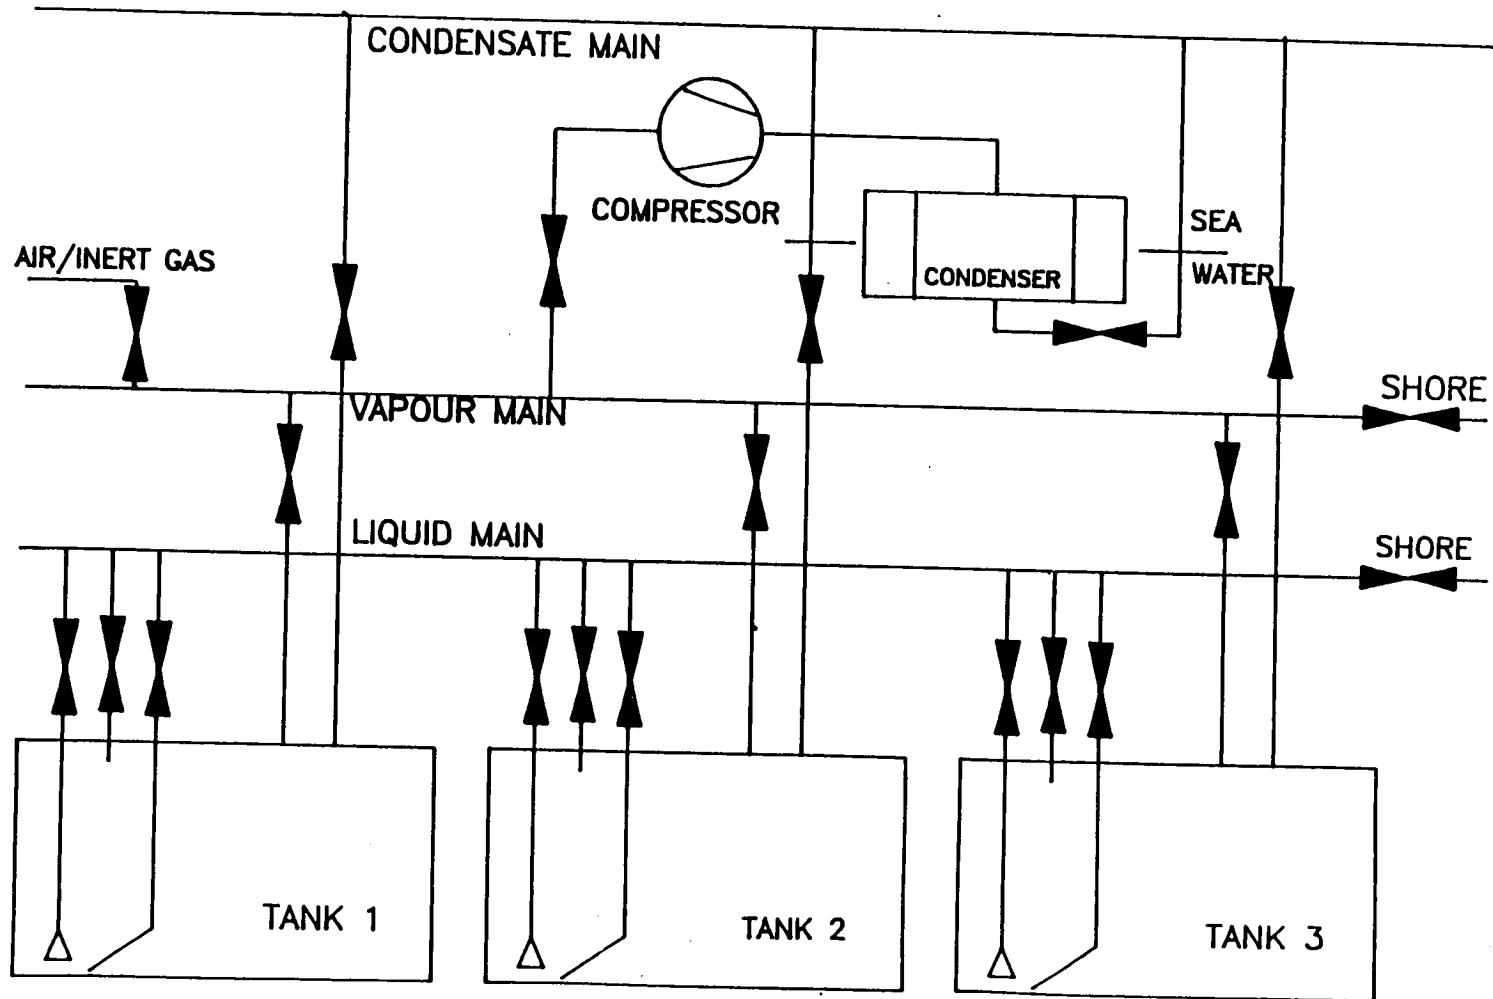 CONDENSATE MAIN
COMPRESSOR
SEA
WATER
CONDENSER
AIR/INERT GAS
VAPOUR MAIN
SHORE
LIQUID MAIN
SHORE
TANK 1
TANK 2
TANK 3